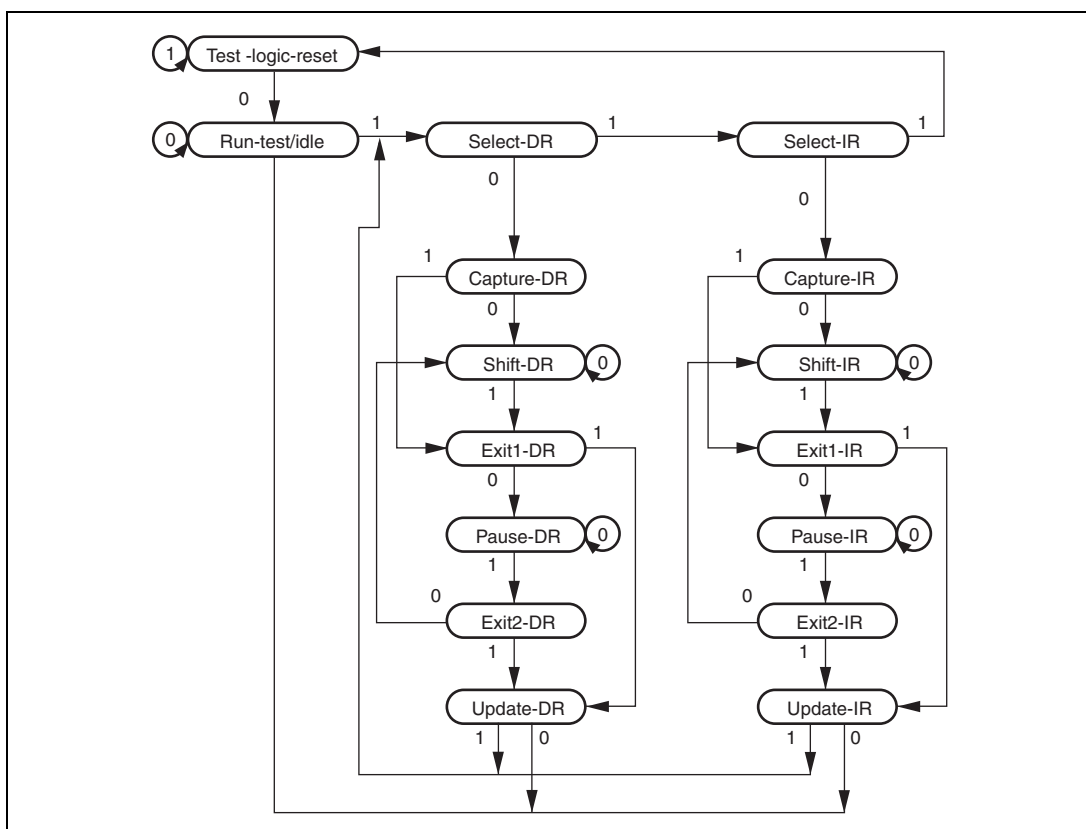 1 Test -logic-reset
0
0 Run-test/idle 1 Select-DR 1 Select-IR 1
0 0
1 1
Capture-DR Capture-IR
0 0
Shift-DR 0 Shift-IR 0
1 1
1 1
Exit1-DR Exit1-IR
0 0
Pause-DR 0 Pause-IR 0
1 1
0 0
Exit2-DR Exit2-IR
1 1
Update-DR Update-IR
1 0 1 0